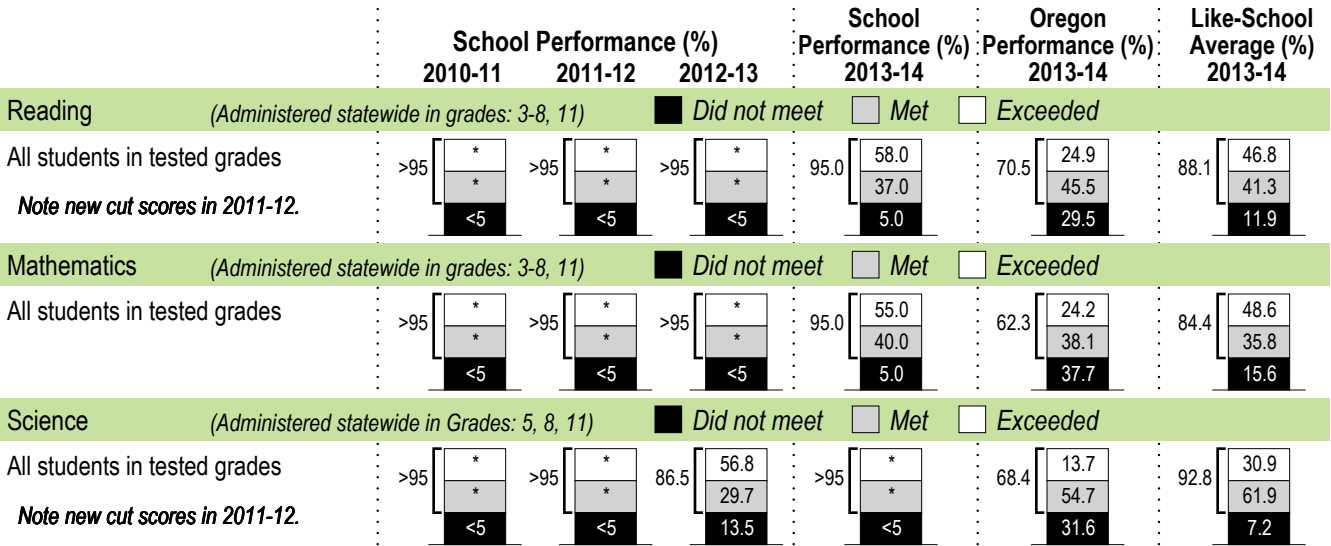 School Performance (%) School Performance (%) Oregon Performance (%) Like-School Average (%)
2010-11 2011-12 2012-13 2013-14 2013-14 2013-14
Reading (Administered statewide in grades: 3-8, 11) Did not meet Met Exceeded
All students in tested grades
Note new cut scores in 2011-12.
>95 * * <5 >95 * * <5 >95 * * <5 95.0 58.0 37.0 5.0 70.5 24.9 45.5 29.5 88.1 46.8 41.3 11.9
Mathematics (Administered statewide in grades: 3-8, 11) Did not meet Met Exceeded
All students in tested grades
>95 * * <5 >95 * * <5 >95 * * <5 95.0 55.0 40.0 5.0 62.3 24.2 38.1 37.7 84.4 48.6 35.8 15.6
Science (Administered statewide in Grades: 5, 8, 11) Did not meet Met Exceeded
All students in tested grades
Note new cut scores in 2011-12.
>95 * * <5 >95 * * <5 86.5 56.8 29.7 13.5 >95 * * <5 68.4 13.7 54.7 31.6 92.8 30.9 61.9 7.2